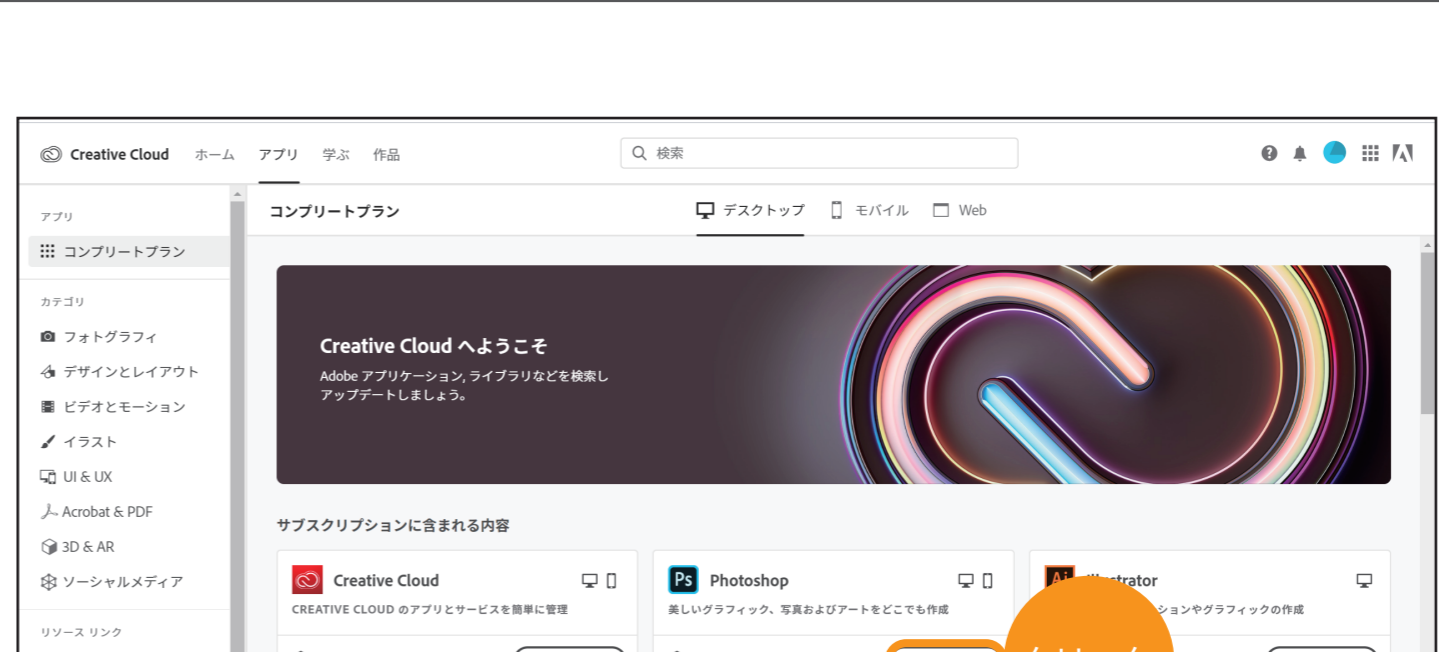 Creative Cloud ホーム アプリ 学ぶ 作品 検索
アプリ
コンプリートプラン
カテゴリ
フォトグラフィ
デザインとレイアウト
ビデオとモーション
イラスト
UI & UX
Acrobat & PDF
3D & AR
ソーシャルメディア
リソース リンク
コンプリートプラン デスクトップ モバイル Web
Creative Cloud へようこそ
Adobe アプリケーション, ライブラリなどを検索し
アップデートしましょう。
サブスクリプションに含まれる内容
Creative Cloud
CREATIVE CLOUD のアプリとサービスを簡単に管理
Ps Photoshop
美しいグラフィック、写真およびアートをどこでも作成
Ai Illustrator
ションやグラフィックの作成